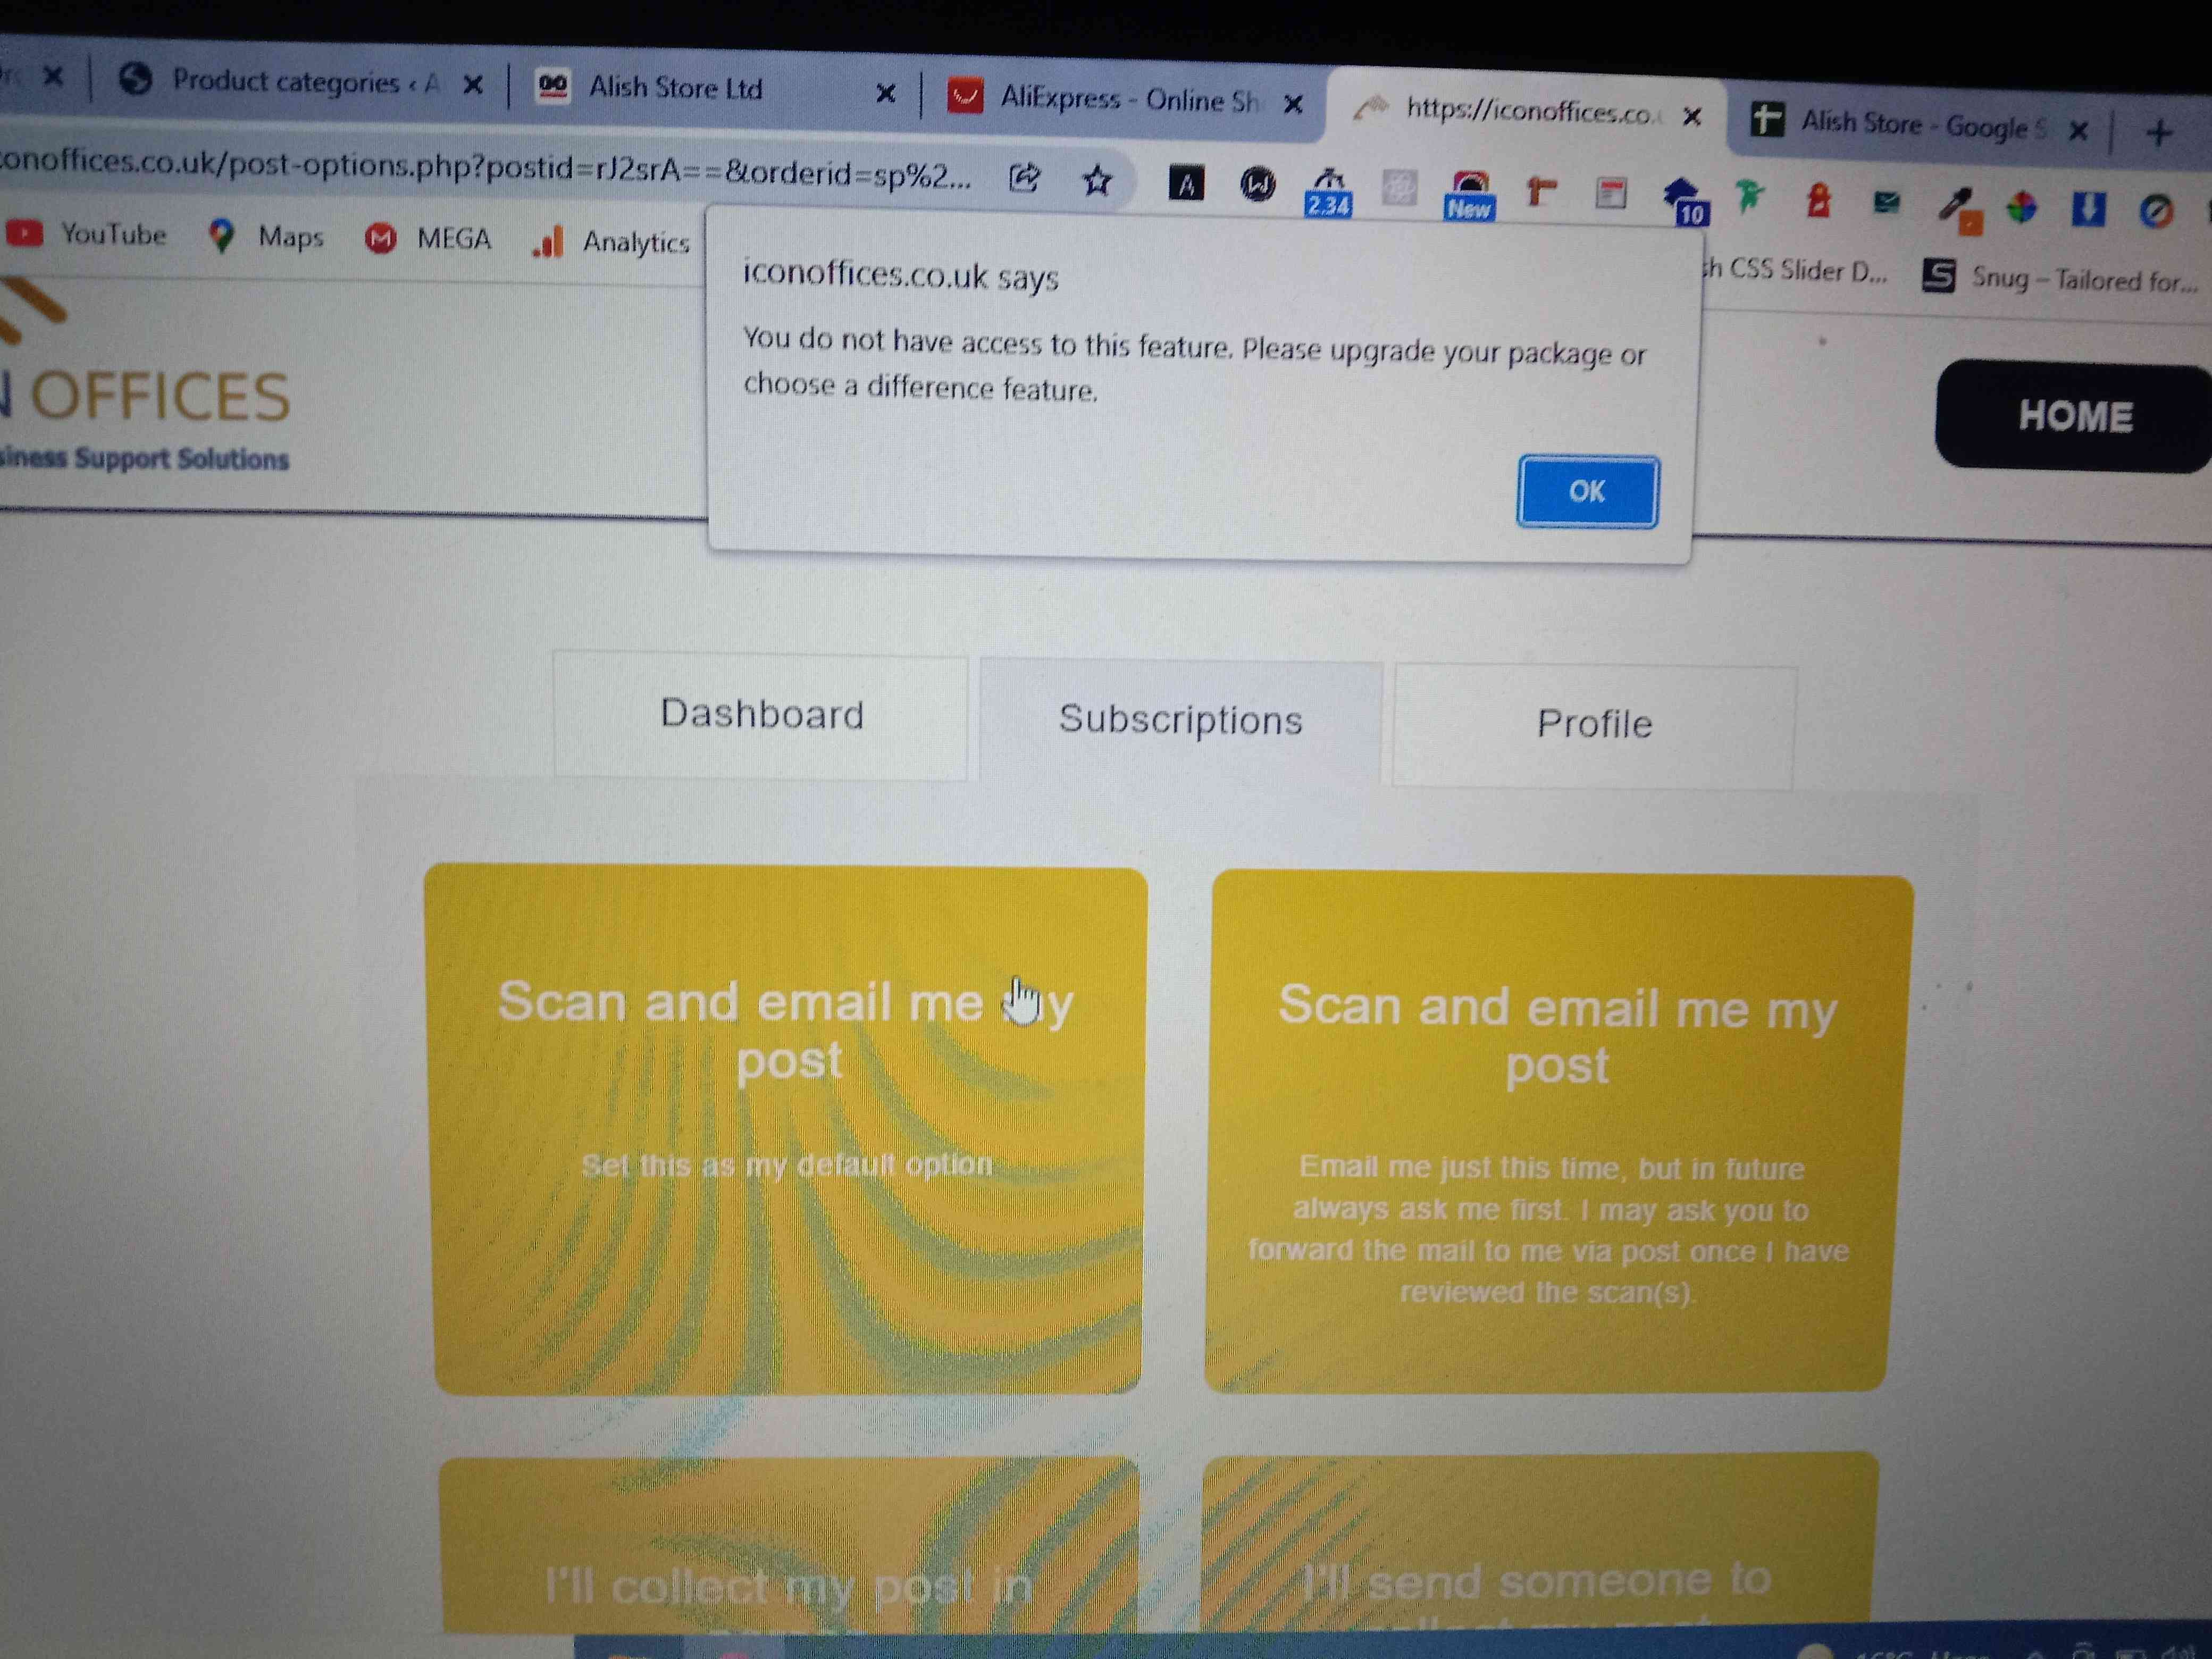 Product categories ‹ A
Alish Store Ltd
AliExpress - Online Sh
https://iconoffices.co.
Alish Store - Google S
onoffices.co.uk/post-options.php?postid=rJ2srA==&orderid=sp%2...
2.34
New
10
YouTube
Maps
MEGA
Analytics
h CSS Slider D...
Snug – Tailored for...
iconoffices.co.uk says
You do not have access to this feature. Please upgrade your package or
choose a difference feature.
OK
OFFICES
siness Support Solutions
HOME
Dashboard
Subscriptions
Profile
Scan and email me my
post
Set this as my default option
Scan and email me my
post
Email me just this time, but in future
always ask me first. I may ask you to
forward the mail to me via post once I have
reviewed the scan(s).
I'll collect my post in
I'll send someone to